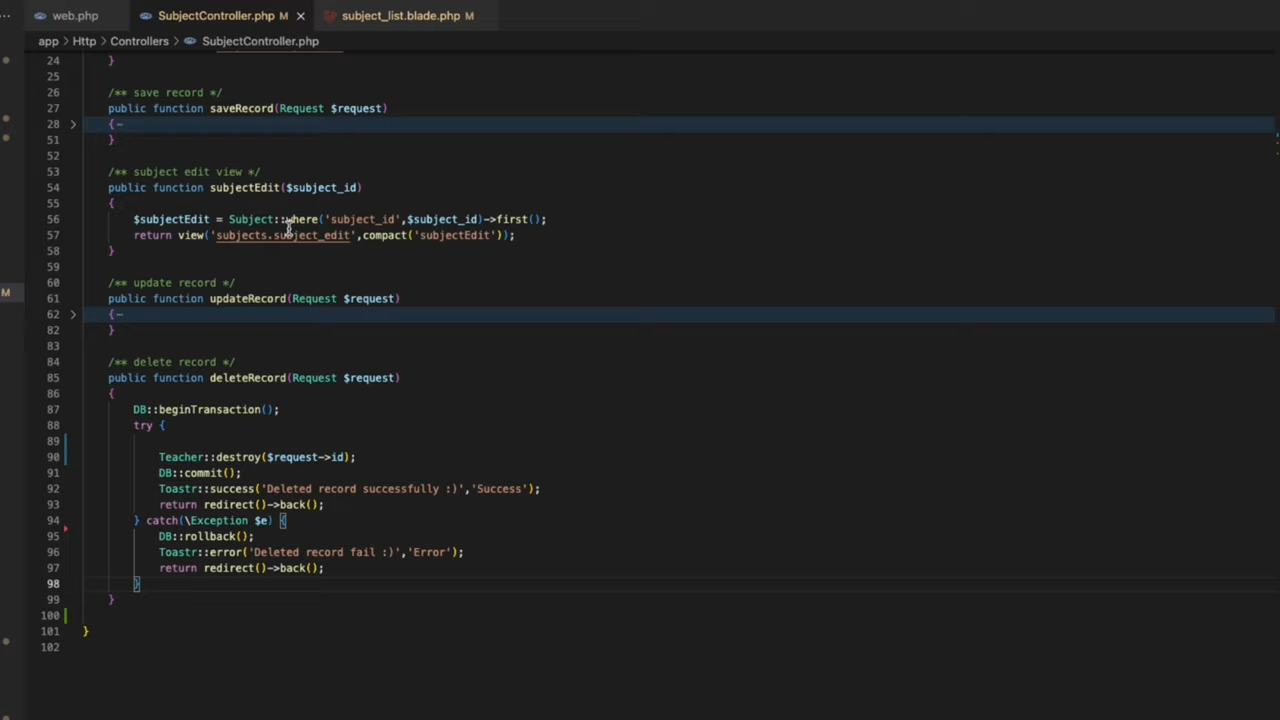 web.php
SubjectController.php M ×
subject_list.blade.php M
app > Http > Controllers > SubjectController.php
24 }
25
26 /** save record */
27 public function saveRecord(Request $request)
28 {
51 }
52
53 /** subject edit view */
54 public function subjectEdit($subject_id)
55 {
56 $subjectEdit = Subject::where('subject_id',$subject_id)->first();
57 return view('subjects.subject_edit',compact('subjectEdit'));
58 }
59
60 /** update record */
61 public function updateRecord(Request $request)
M
62 {
82 }
83
84 /** delete record */
85 public function deleteRecord(Request $request)
86 {
87 DB::beginTransaction();
88 try {
89
90 Teacher::destroy($request->id);
91 DB::commit();
92 Toastr::success('Deleted record successfully :)','Success');
93 return redirect()->back();
94 } catch(\Exception $e) {
95 DB::rollback();
96 Toastr::error('Deleted record fail :)','Error');
97 return redirect()->back();
98 }
99 }
100
101 }
102